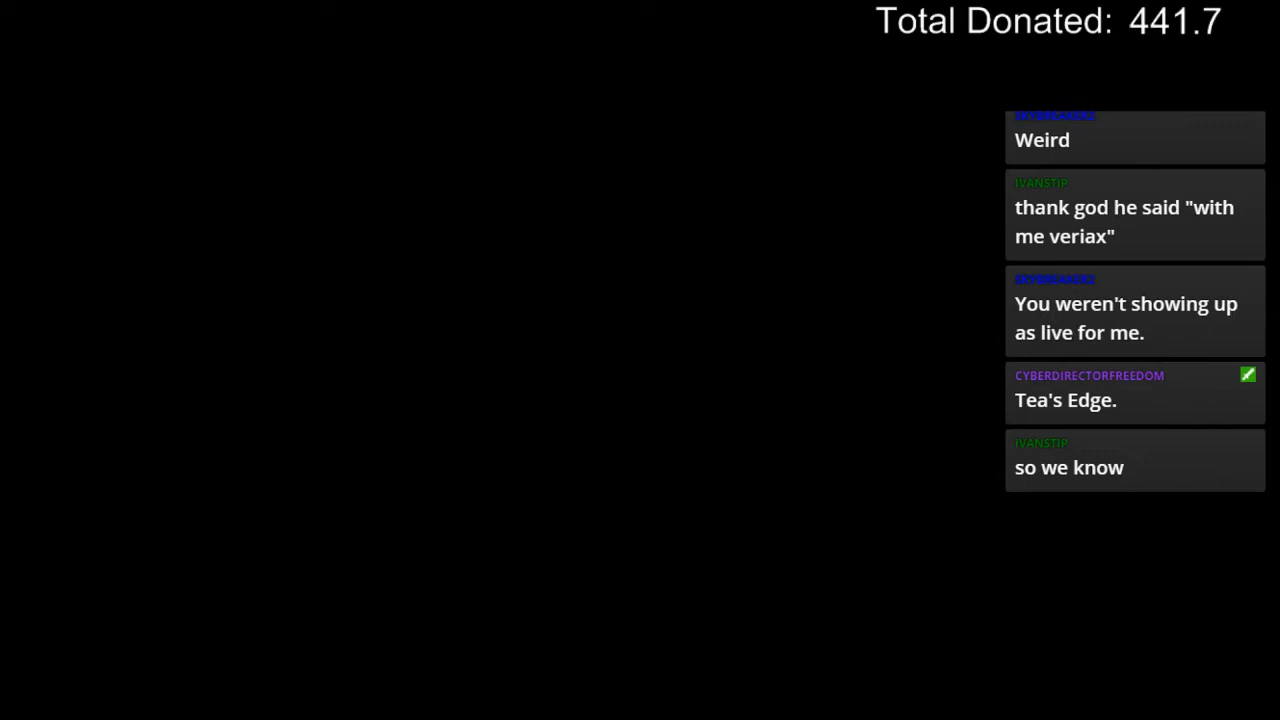 Total Donated: 441.7
Weird
IVANSTIP
thank god he said "with
me veriax"
You weren't showing up
as live for me.
CYBERDIRECTORFREEDOM
Tea's Edge.
IVANSTIP
so we know